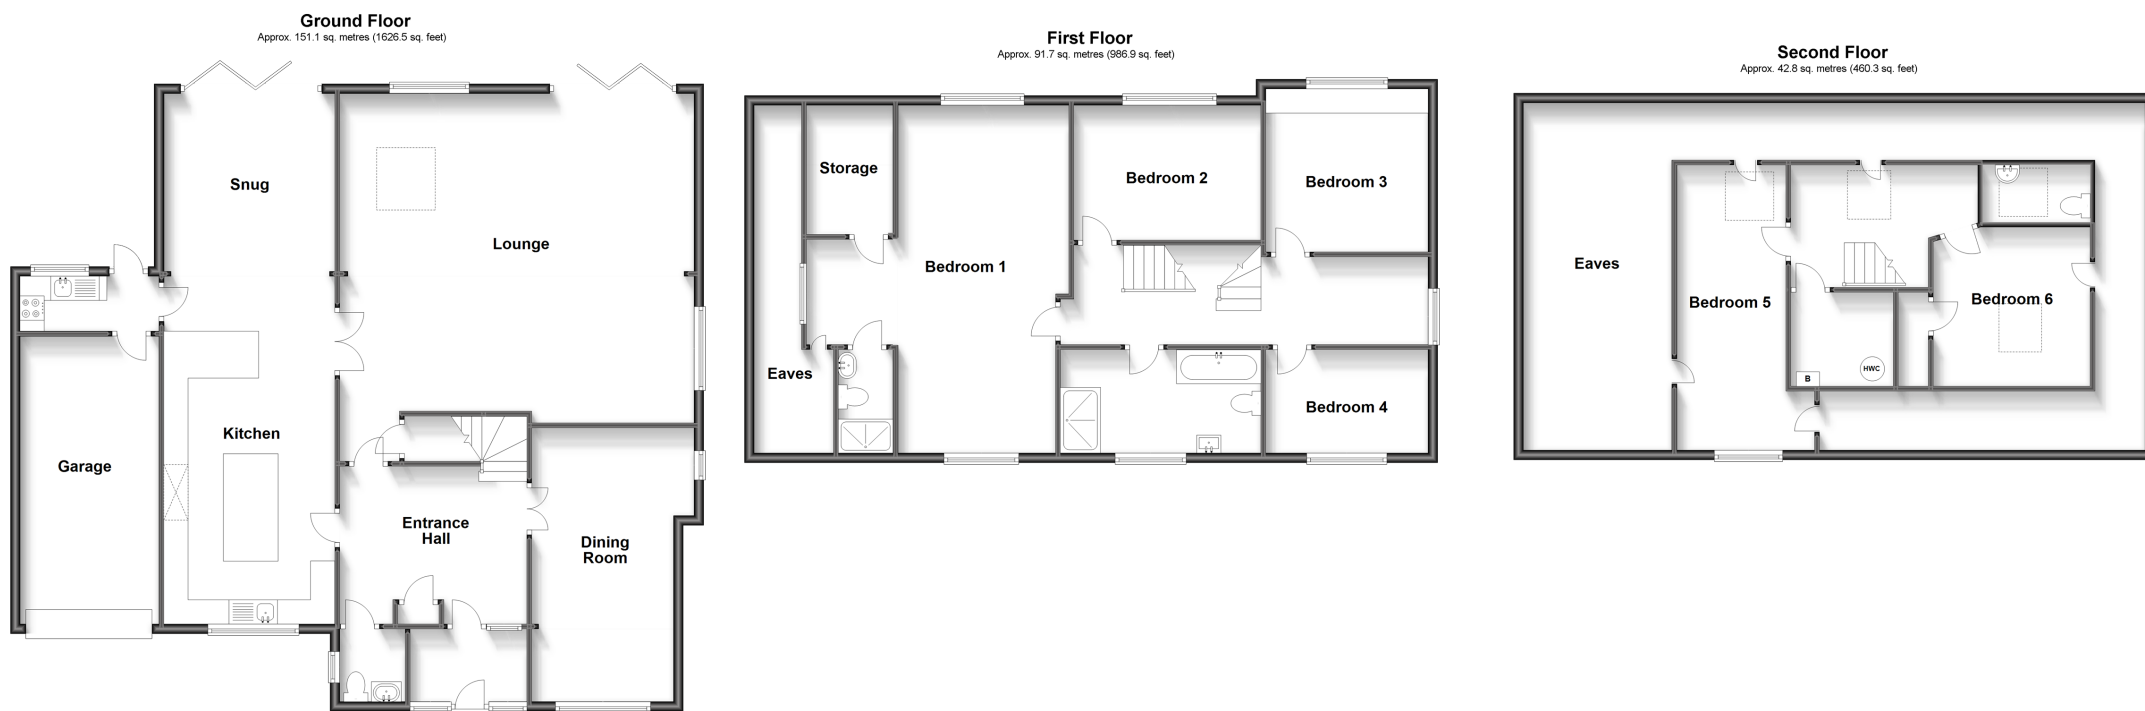 Ground Floor
Approx. 151.1 sq. metres (1626.5 sq. feet)
Snug
Lounge
Kitchen
Garage
Entrance
Hall
Dining
Room
First Floor
Approx. 91.7 sq. metres (986.9 sq. feet)
Storage
Bedroom 2
Bedroom 3
Bedroom 1
Eaves
Bedroom 4
Second Floor
Approx. 42.8 sq. metres (460.3 sq. feet)
Eaves
Bedroom 5
Bedroom 6
B
HWC